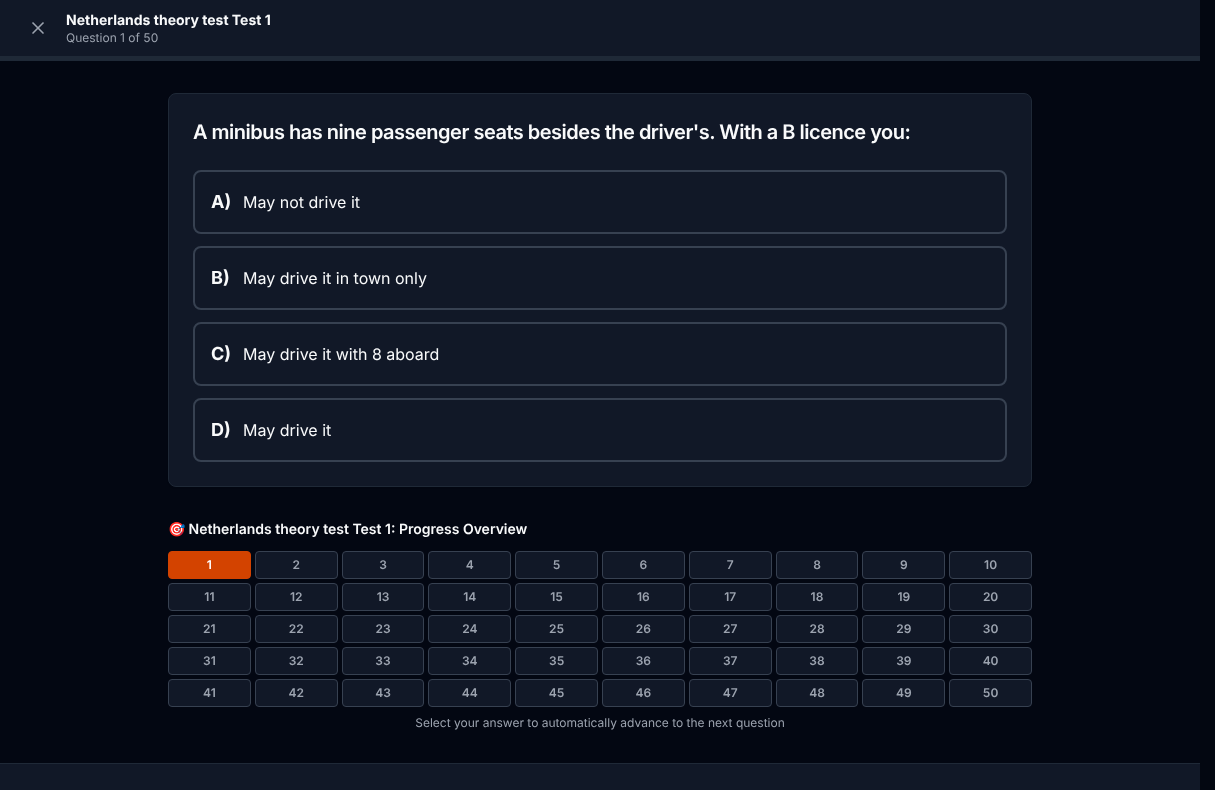 Netherlands theory test Test 1
Question 1 of 50
A minibus has nine passenger seats besides the driver's. With a B licence you:
A) May not drive it
B) May drive it in town only
C) May drive it with 8 aboard
D) May drive it
🎯 Netherlands theory test Test 1: Progress Overview
1 2 3 4 5 6 7 8 9 10
11 12 13 14 15 16 17 18 19 20
21 22 23 24 25 26 27 28 29 30
31 32 33 34 35 36 37 38 39 40
41 42 43 44 45 46 47 48 49 50
Select your answer to automatically advance to the next question